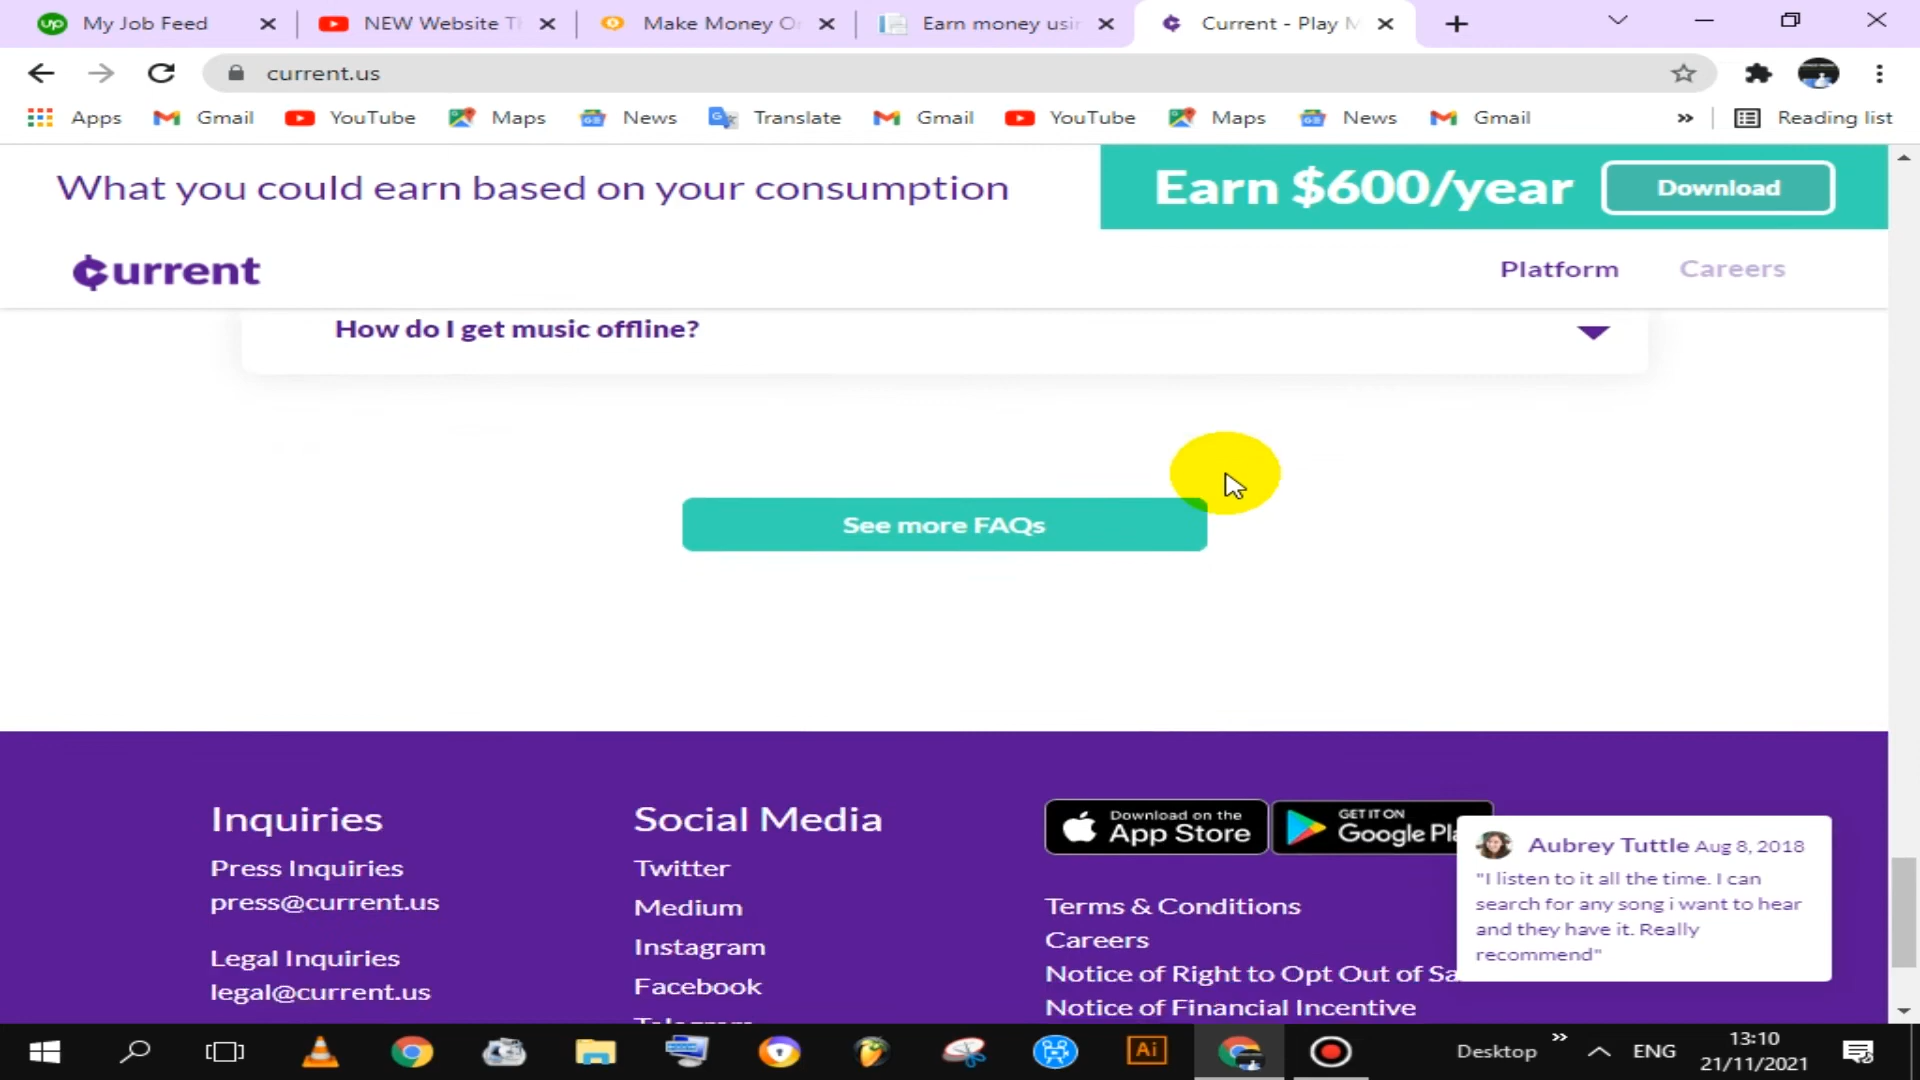 My Job Feed
NEW Website T
Make Money O
Earn money usi
Current - Play M
current.us
Apps
Gmail
YouTube
Maps
News
Translate
Gmail
YouTube
Maps
News
Gmail
Reading list
What you could earn based on your consumption
Earn $600/year
Download
Current
Platform
Careers
How do I get music offline?
See more FAQs
Inquiries
Press Inquiries
press@current.us
Legal Inquiries
legal@current.us
Social Media
Twitter
Medium
Instagram
Facebook
Telegram
Download on the
App Store
GET IT ON
Google Pla
Terms & Conditions
Careers
Notice of Right to Opt Out of Sa
Notice of Financial Incentive
Aubrey Tuttle Aug 8, 2018
"I listen to it all the time. I can
search for any song i want to hear
and they have it. Really
recommend"
Ai
Desktop
ENG
13:10
21/11/2021